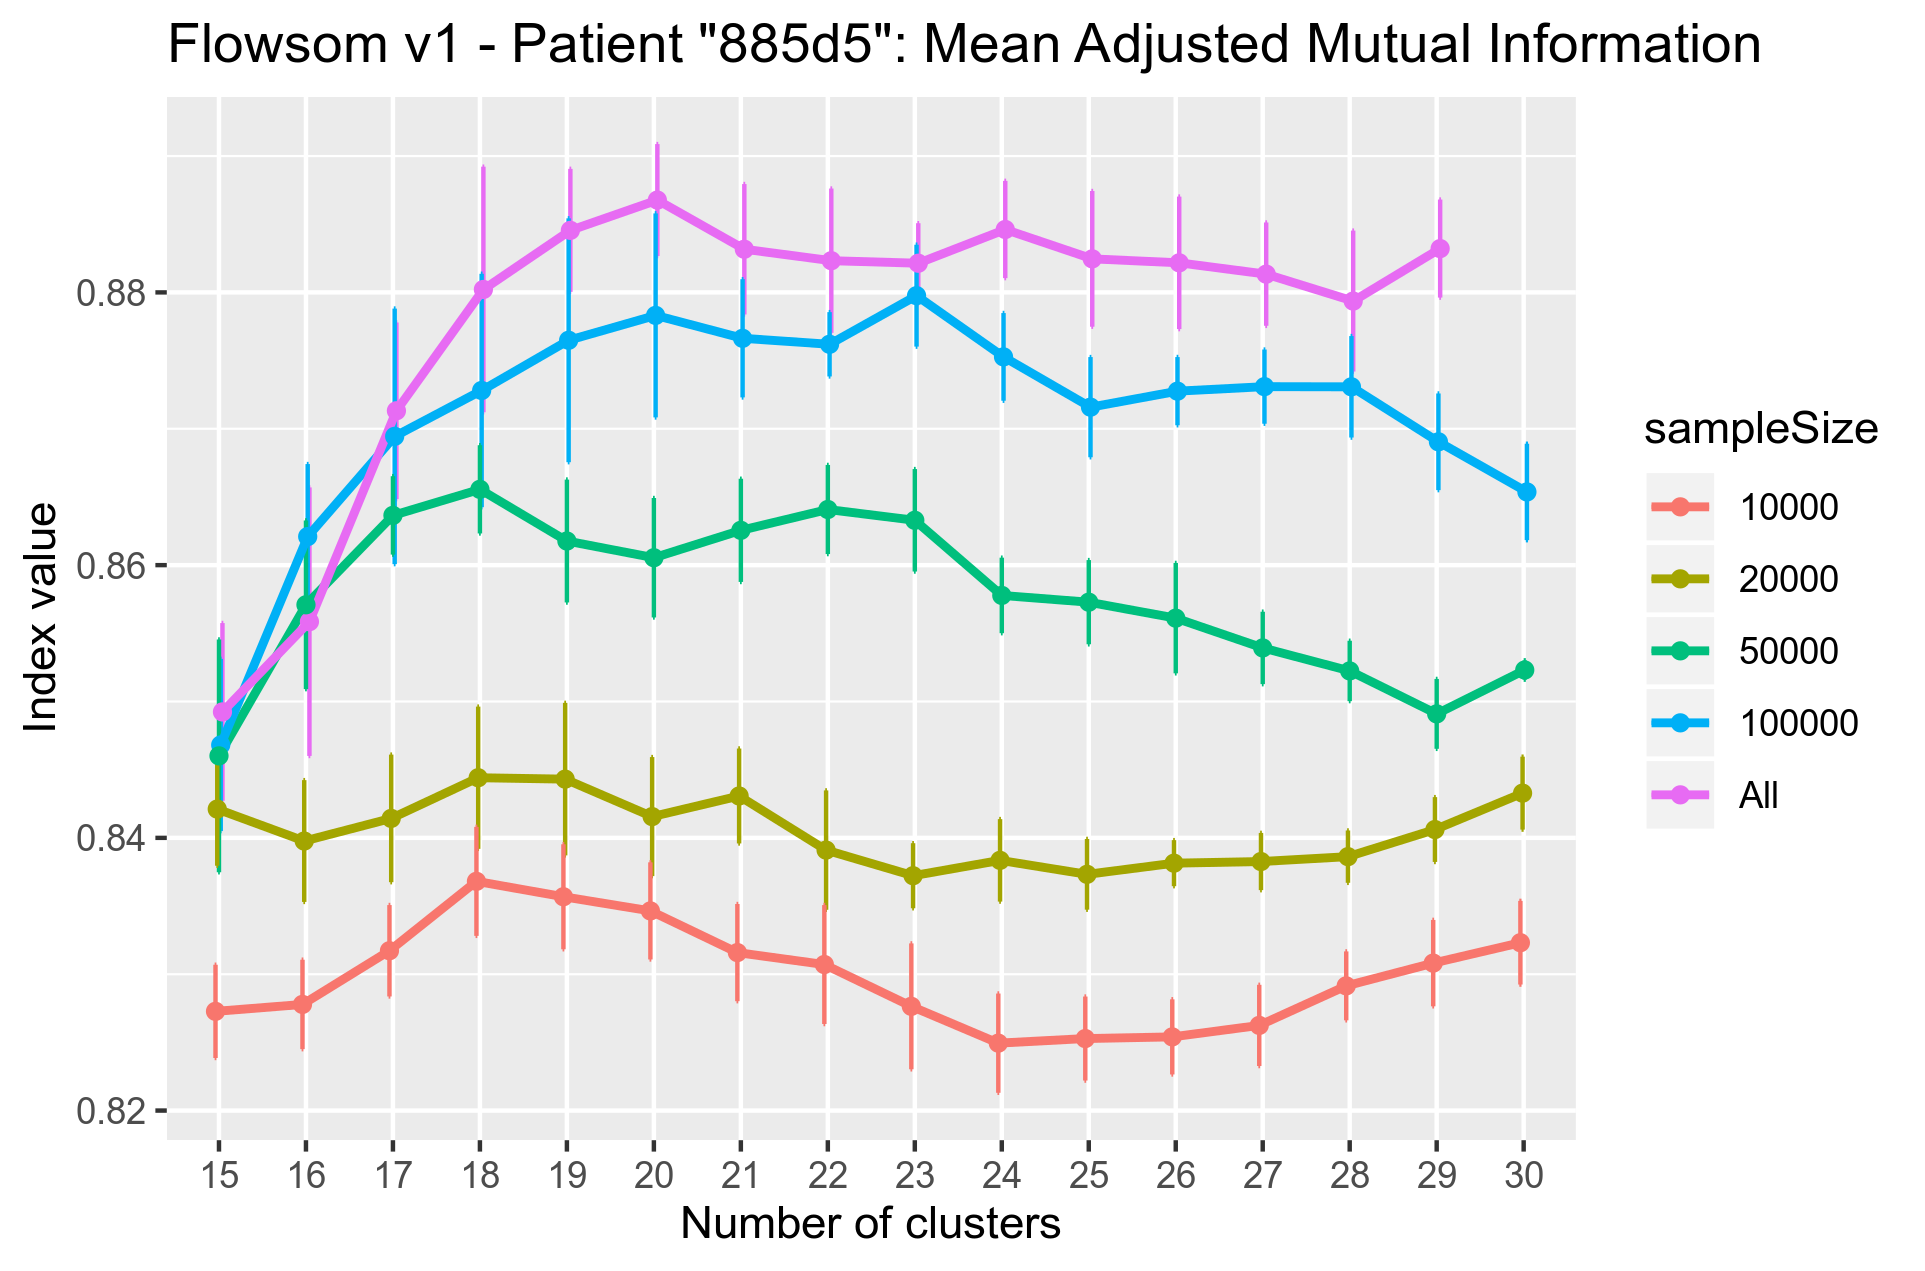 Flowsom v1 - Patient "885d5": Mean Adjusted Mutual Information
Index value
0.88
0.86
0.84
0.82
15 16 17 18 19 20 21 22 23 24 25 26 27 28 29 30
Number of clusters
sampleSize
10000
20000
50000
100000
All